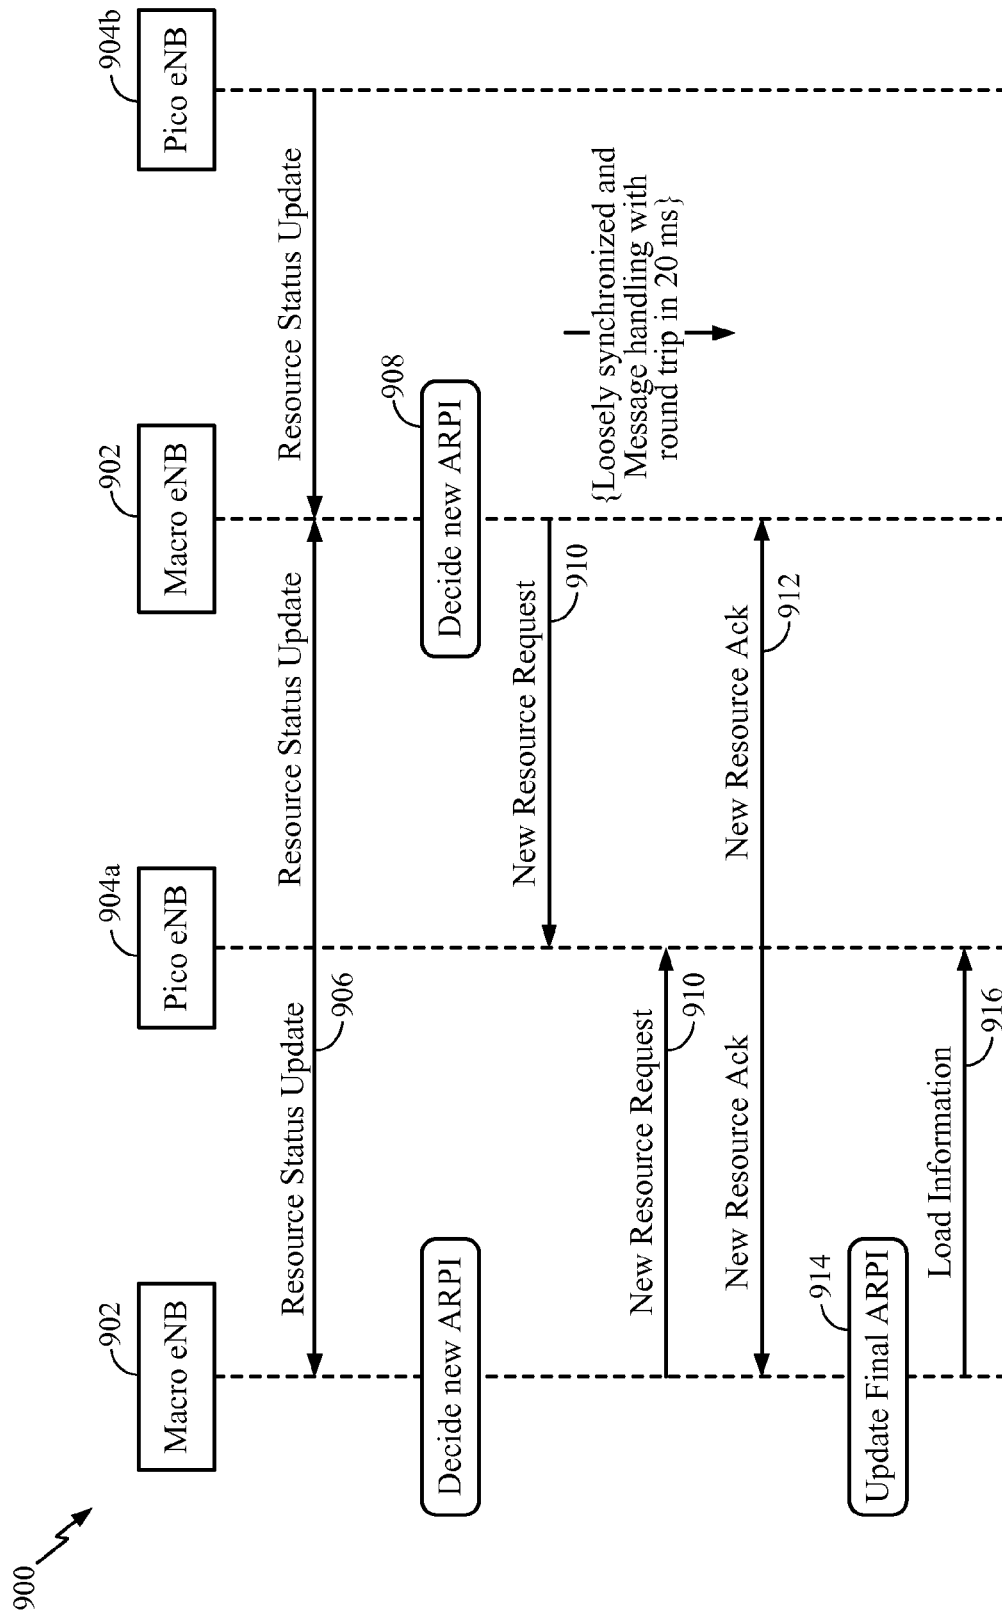 900
902
Macro eNB
904a
Pico eNB
902
Macro eNB
904b
Pico eNB
Resource Status Update
906
Resource Status Update
Resource Status Update
Decide new ARPI
908
Decide new ARPI
New Resource Request
910
{Loosely synchronized and
Message handling with
round trip in 20 ms}
New Resource Request
910
New Resource Ack
New Resource Ack
912
914
Update Final ARPI
Load Information
916